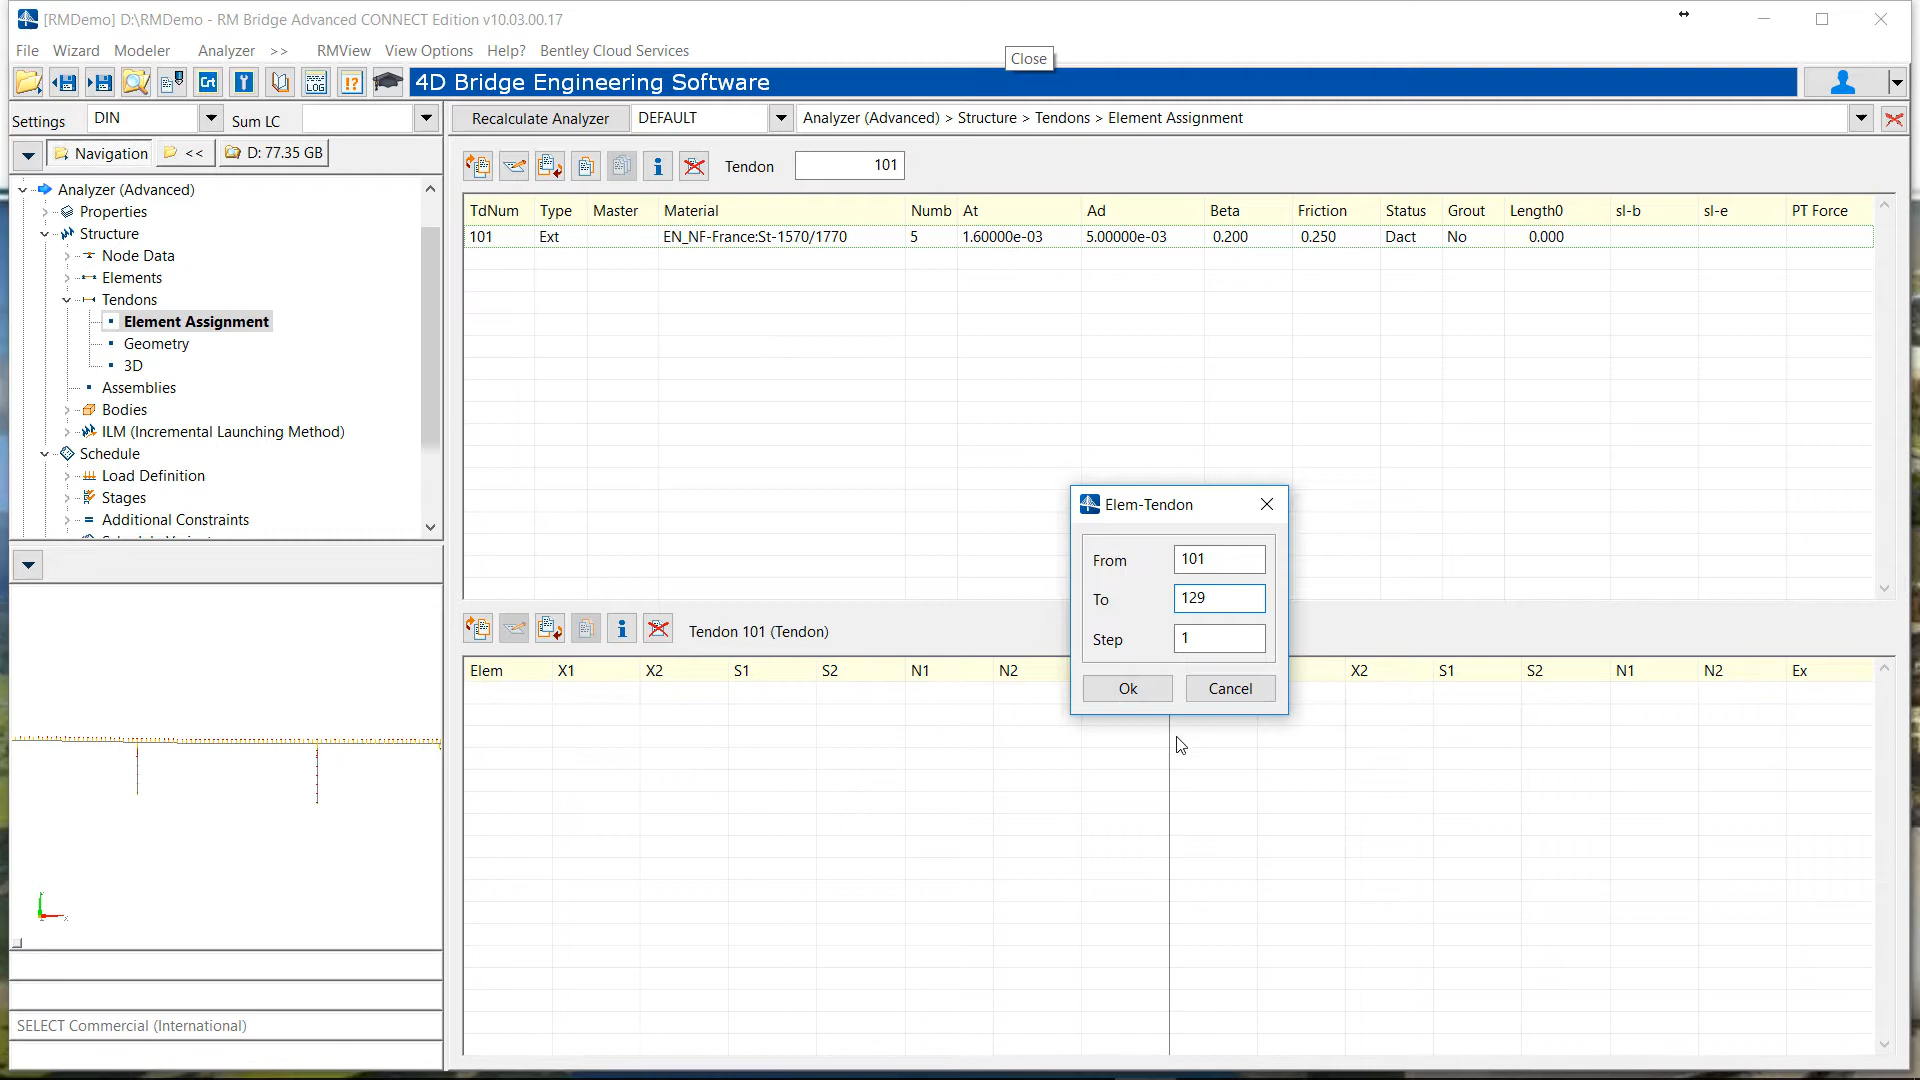 [RMDemo] D:\RMDemo - RM Bridge Advanced CONNECT Edition v10.03.00.17
File Wizard Modeler Analyzer >> RMView View Options Help? Bentley Cloud Services
Close
Crt LOG !? 4D Bridge Engineering Software
Settings DIN Sum LC
Recalculate Analyzer DEFAULT Analyzer (Advanced) > Structure > Tendons > Element Assignment
Navigation << D: 77.35 GB
Analyzer (Advanced)
Properties
Structure
Node Data
Elements
Tendons
Element Assignment
Geometry
3D
Assemblies
Bodies
ILM (Incremental Launching Method)
Schedule
Load Definition
Stages
Additional Constraints
Tendon 101
TdNum Type Master Material Numb At Ad Beta Friction Status Grout Length0 sl-b sl-e PT Force
101 Ext EN_NF-France:St-1570/1770 5 1.60000e-03 5.00000e-03 0.200 0.250 Dact No 0.000
Elem-Tendon
From 101
To 129
Step 1
Ok Cancel
Tendon 101 (Tendon)
Elem X1 X2 S1 S2 N1 N2 X2 S1 S2 N1 N2 Ex
SELECT Commercial (International)